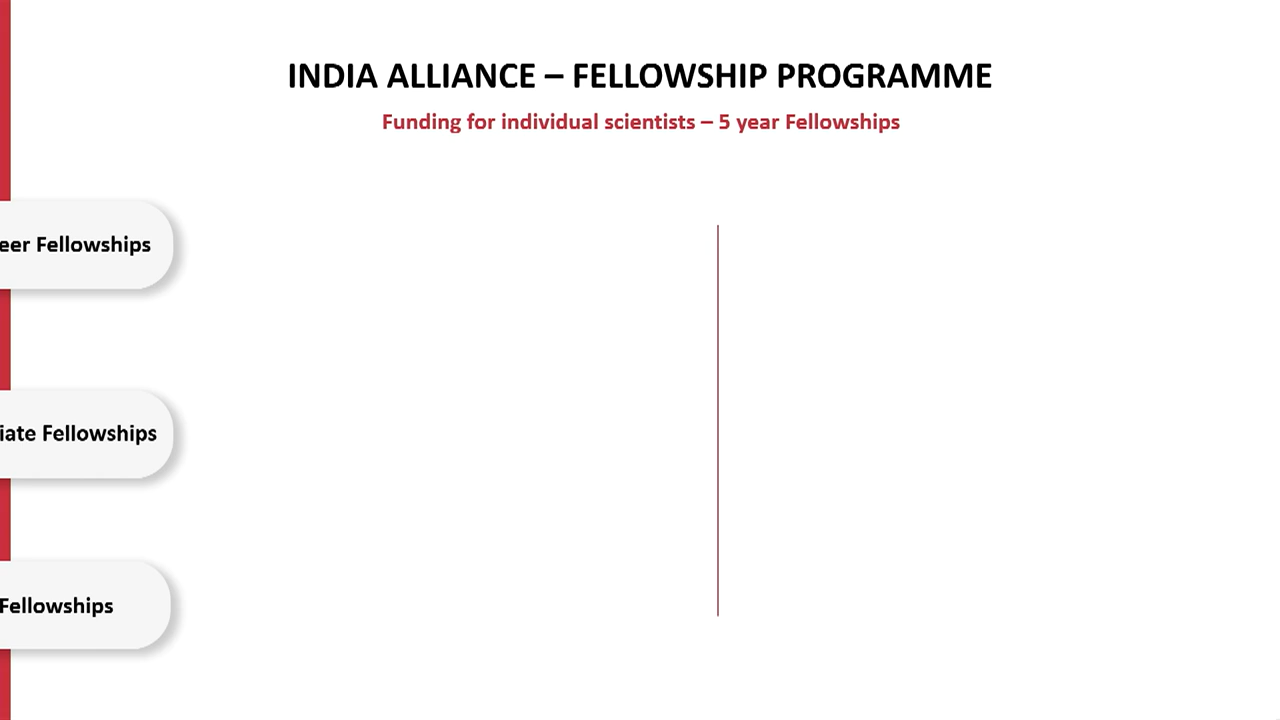 INDIA ALLIANCE – FELLOWSHIP PROGRAMME
Funding for individual scientists – 5 year Fellowships
eer Fellowships
iate Fellowships
Fellowships